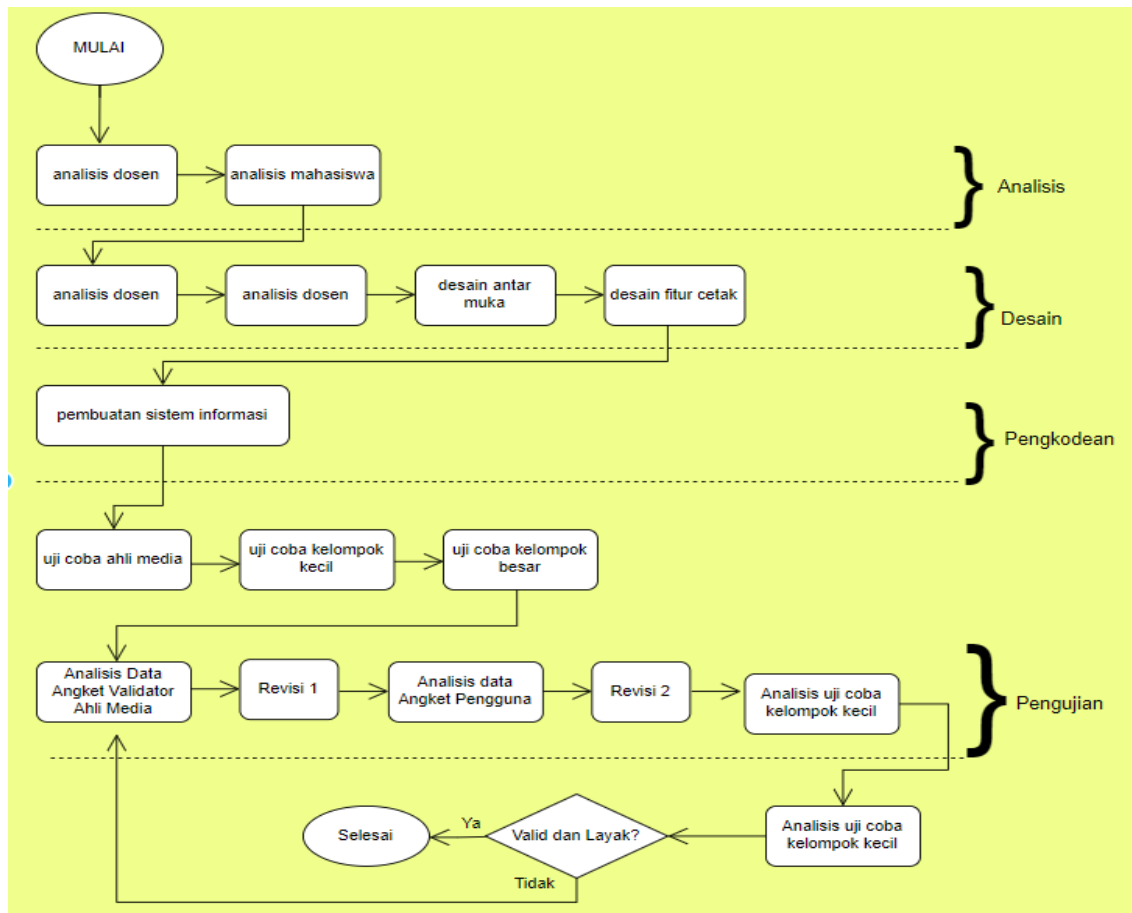 MULAI
analisis dosen
analisis mahasiswa
Analisis
analisis dosen
analisis dosen
desain antar
muka
desain fitur cetak
Desain
pembuatan sistem informasi
Pengkodean
uji coba ahli media
uji coba kelompok
kecil
uji coba kelompok
besar
Analisis Data
Angket Validator
Ahli Media
Revisi 1
Analisis data
Angket Pengguna
Revisi 2
Analisis uji coba
kelompok kecil
Pengujian
Analisis uji coba
kelompok kecil
Valid dan Layak?
Ya
Selesai
Tidak